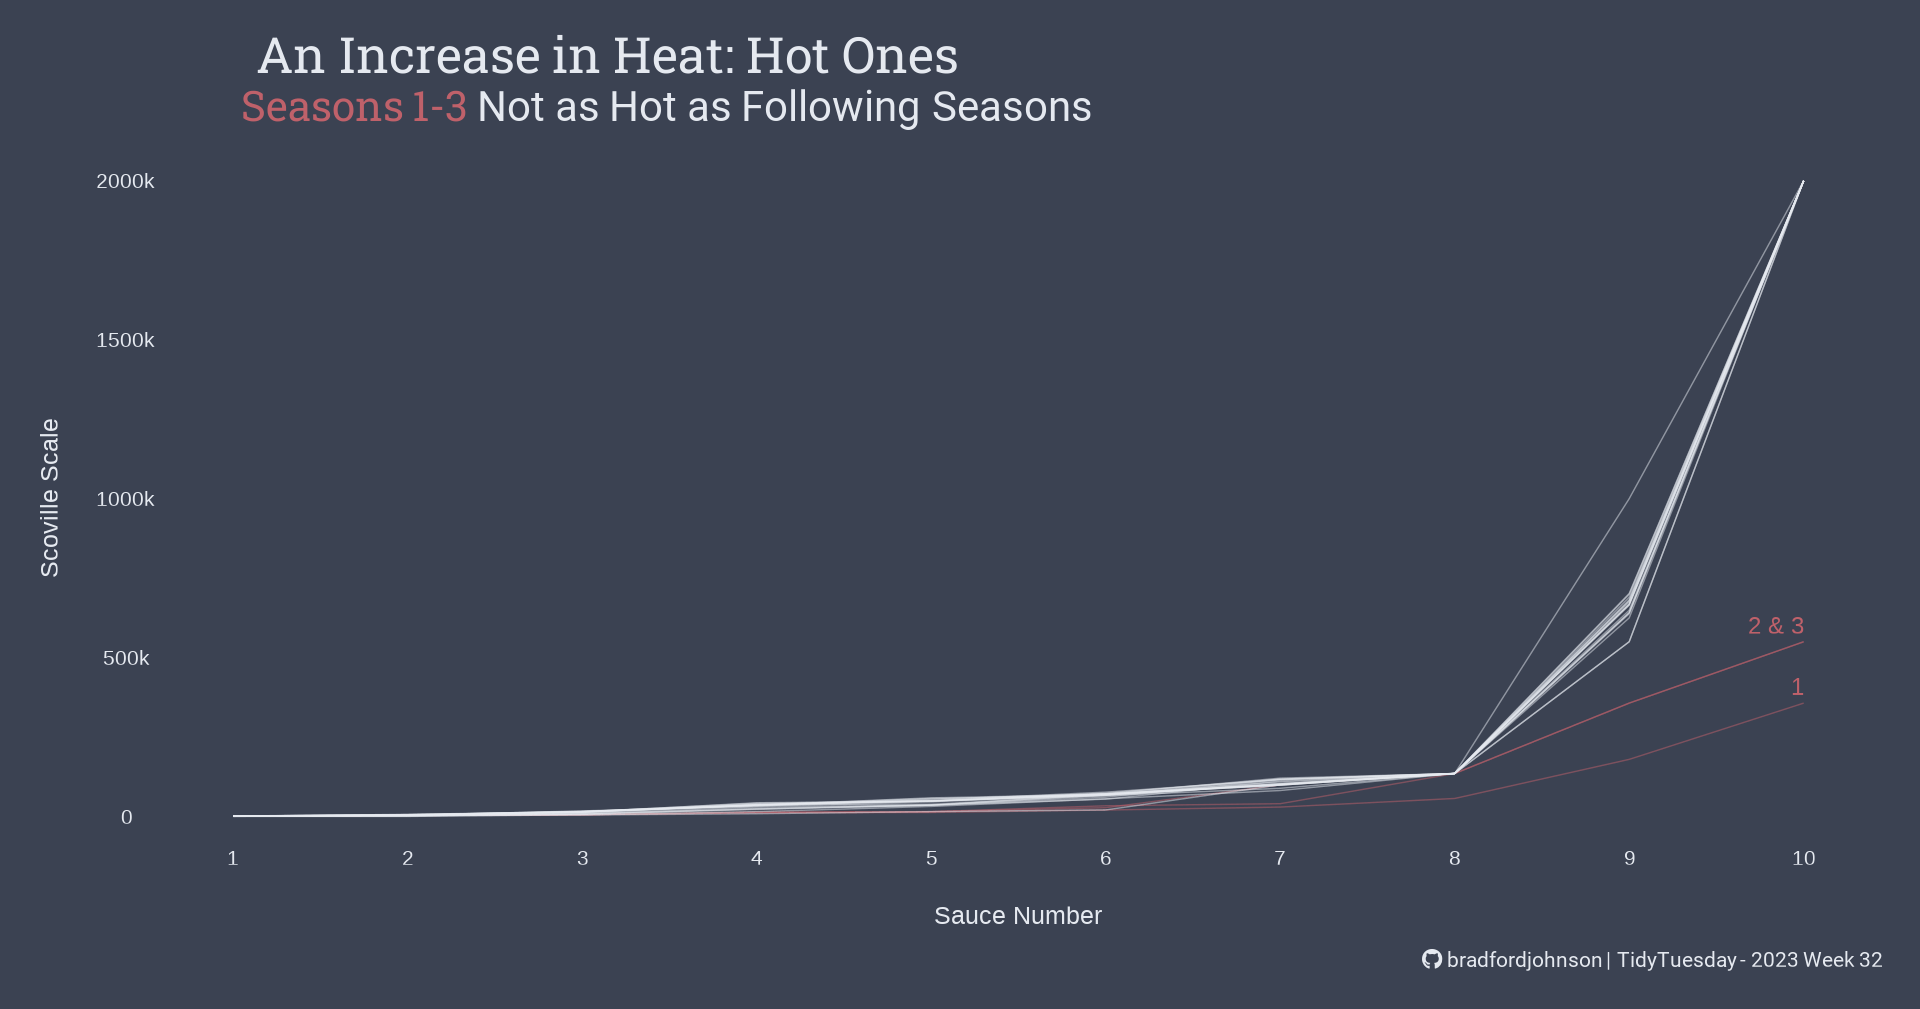 An Increase in Heat: Hot Ones
Seasons 1-3 Not as Hot as Following Seasons
2000k
1500k
1000k
500k
0
Scoville Scale
2 & 3
1
1 2 3 4 5 6 7 8 9 10
Sauce Number
bradfordjohnson | TidyTuesday - 2023 Week 32